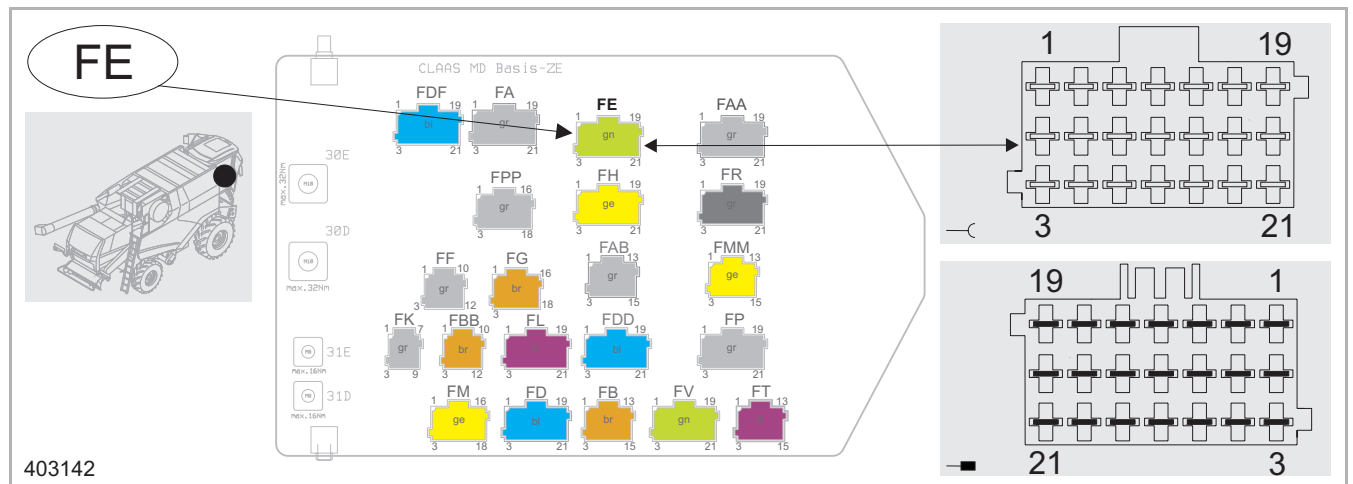 FE
CLAAS MD Basis-ZE
FDF
1 19
bl
3 21
FA
1 19
gr
3 21
FE
1 19
gn
3 21
FAA
1 19
gr
3 21
30E
M10
max.32Nm
FPP
1 16
gr
3 18
FH
1 19
ge
3 21
FR
1 19
gr
3 21
30D
M10
max.32Nm
FF
1 10
gr
3 12
FG
1 16
br
3 18
FAB
1 13
gr
3 15
FMM
1 13
ge
3 15
31E
M8
max.16Nm
FK
1 7
gr
3 9
FBB
1 10
br
3 12
FL
1 19
3 21
FDD
1 19
bl
3 21
FP
1 19
gr
3 21
31D
M8
max.16Nm
FM
1 16
ge
3 18
FD
1 19
bl
3 21
FB
1 13
br
3 15
FV
1 19
gn
3 21
FT
1 13
3 15
1 19
3 21
19 1
21 3
403142